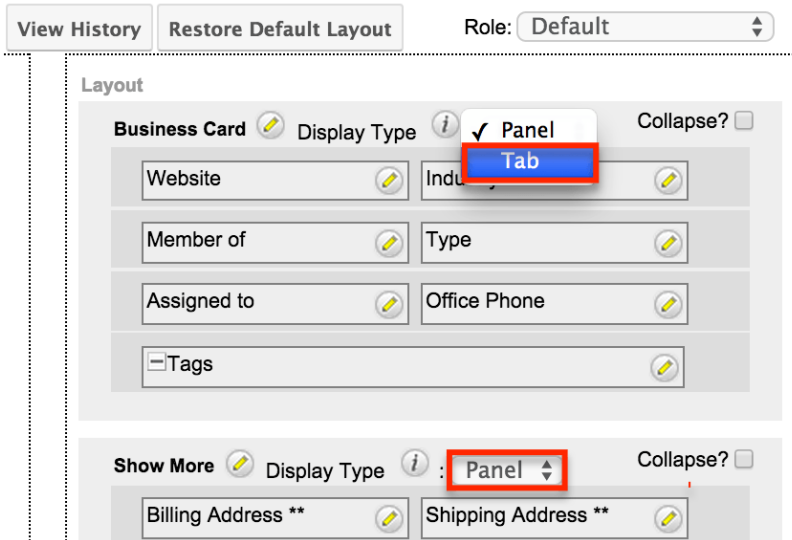 View History Restore Default Layout Role: Default
Layout
Business Card Display Type i ✓ Panel Collapse?
Tab
Website
Member of Type
Assigned to Office Phone
Tags
Show More Display Type i : Panel Collapse?
Billing Address ** Shipping Address **